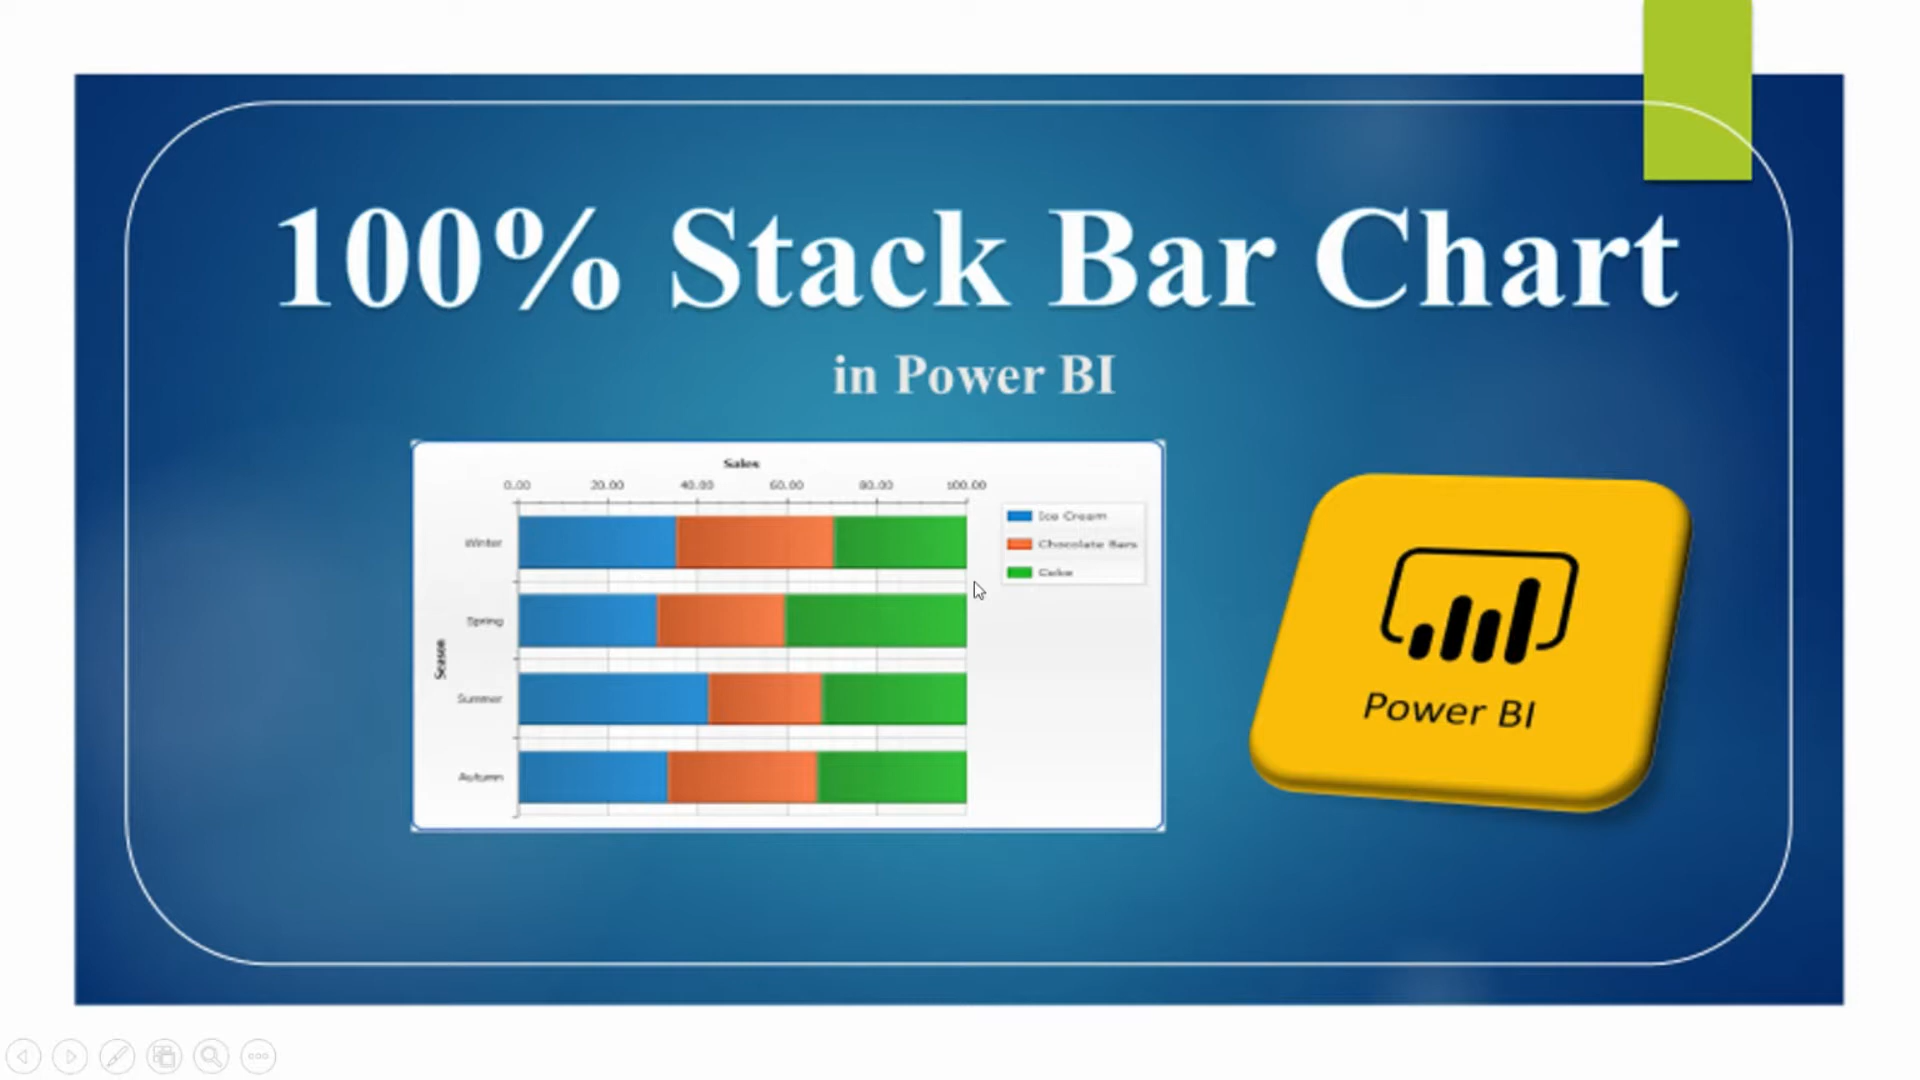 100% Stack Bar Chart
in Power BI
Sales
0.00 20.00 40.00 60.00 80.00 100.00
Ice Cream
Chocolate Bars
Winter
Spring
Season
Summer
Autumn
Power BI